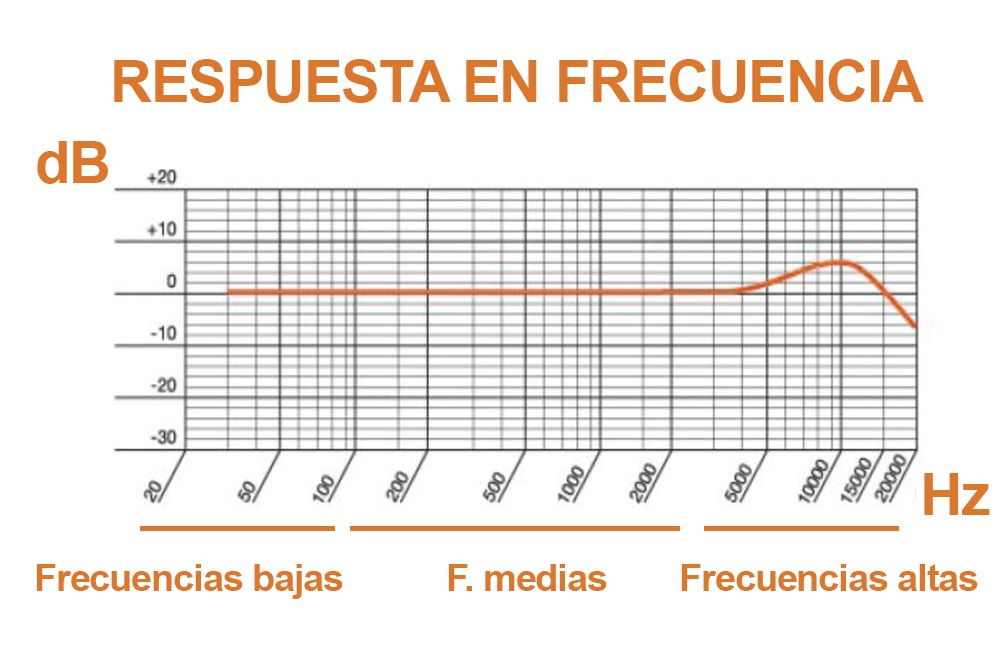 RESPUESTA EN FRECUENCIA
dB
+20
+10
0
-10
-20
-30
20 50 100 200 500 1000 2000 5000 10000 15000 20000
Hz
Frecuencias bajas F. medias Frecuencias altas